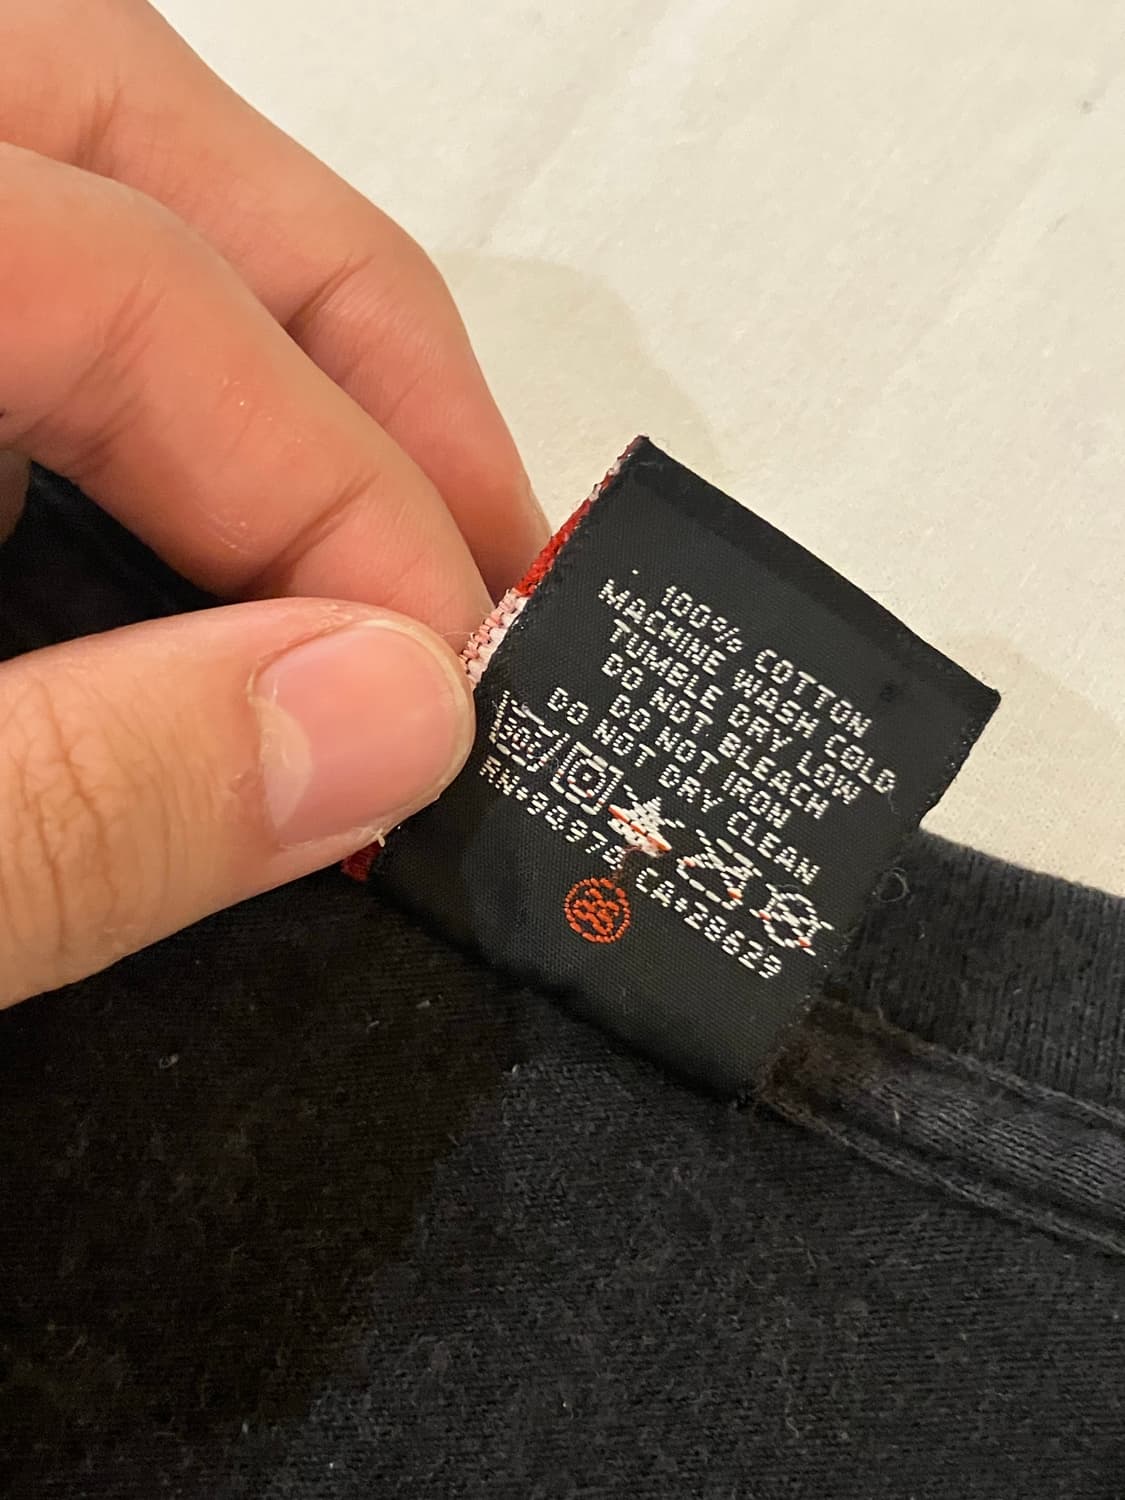 100% COTTON
MACHINE WASH COLD
TUMBLE DRY LOW
DO NOT BLEACH
DO NOT IRON
DO NOT DRY CLEAN
CA#28629